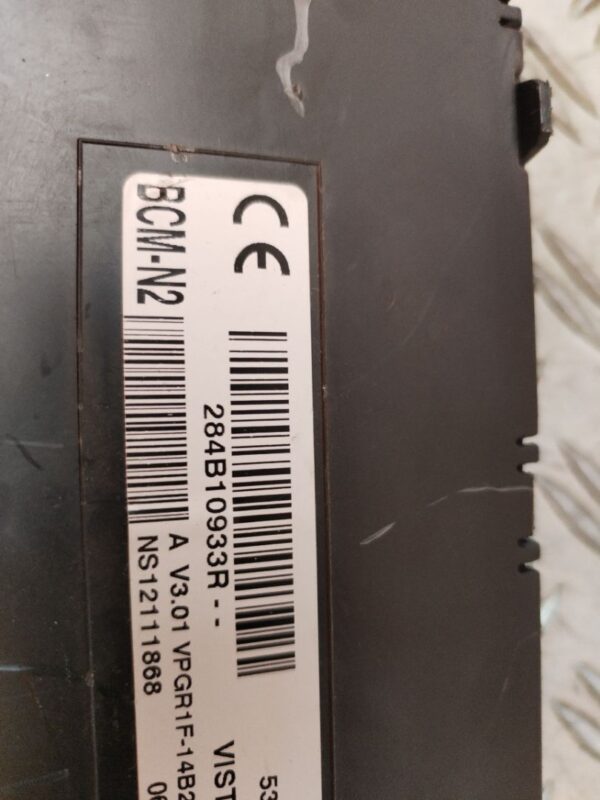 CE
53
284B10933R - - VIST
BCM-N2 A V3.01 VPGR1F-14B2
NS12111868 06